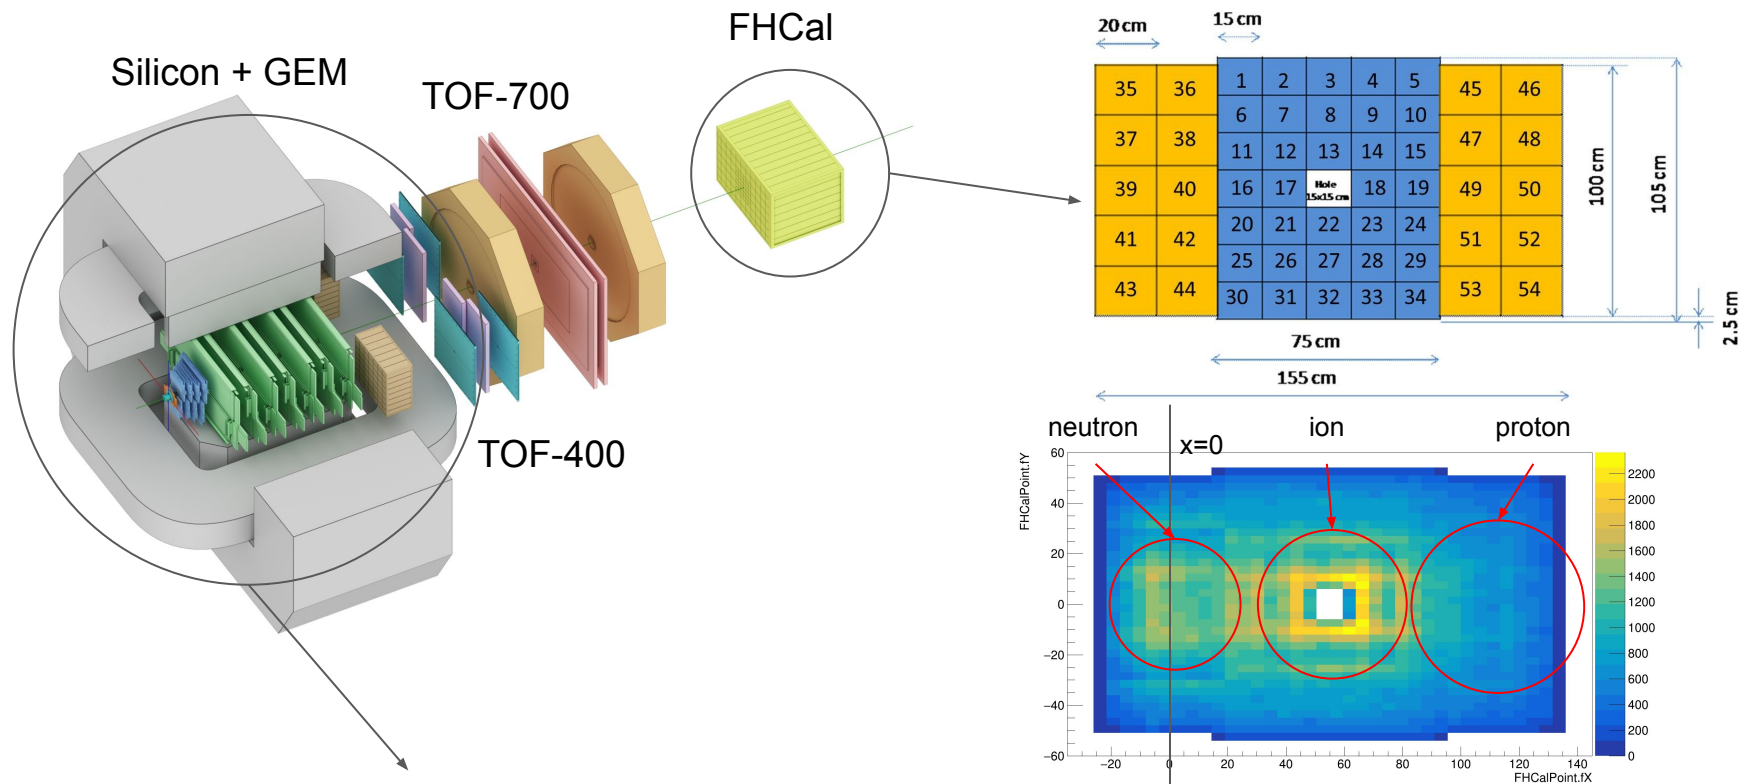 FHCal
Silicon + GEM
TOF-700
TOF-400
20 cm
15 cm
35 36 1 2 3 4 5 45 46
6 7 8 9 10
37 38 47 48
11 12 13 14 15
39 40 16 17 Hole 18 19 49 50
15x15 cm
41 42 20 21 22 23 24 51 52
25 26 27 28 29
43 44 30 31 32 33 34 53 54
100 cm
105 cm
2.5 cm
75 cm
155 cm
neutron ion proton
x=0
FHCalPoint.fY
60
40
20
0
−20
−40
−60
−20 0 20 40 60 80 100 120 140
FHCalPoint.fX
2200
2000
1800
1600
1400
1200
1000
800
600
400
200
0